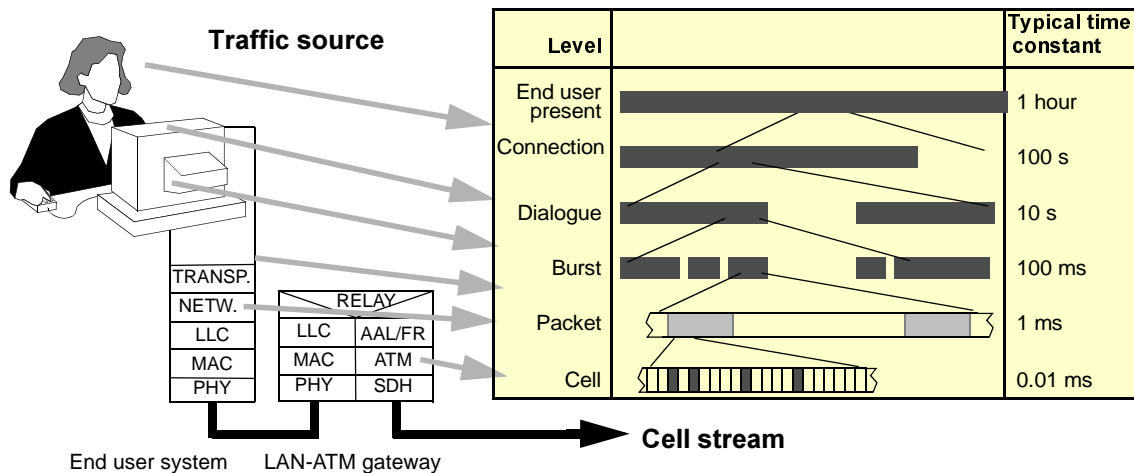 Traffic source
Level
Typical time
constant
End user
present
1 hour
Connection
100 s
Dialogue
10 s
Burst
100 ms
Packet
1 ms
Cell
0.01 ms
TRANSP.
NETW.
LLC
MAC
PHY
RELAY
LLC
AAL/FR
MAC
ATM
PHY
SDH
Cell stream
End user system
LAN-ATM gateway